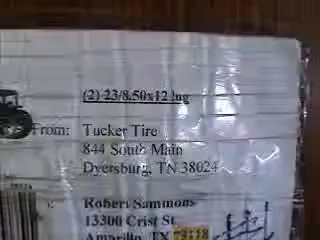 (2) 23/8.50x12 lug
From: Tucker Tire
844 South Main
Dyersburg, TN 38024
Robert Sammons
13300 Crist St
Amarillo, TX